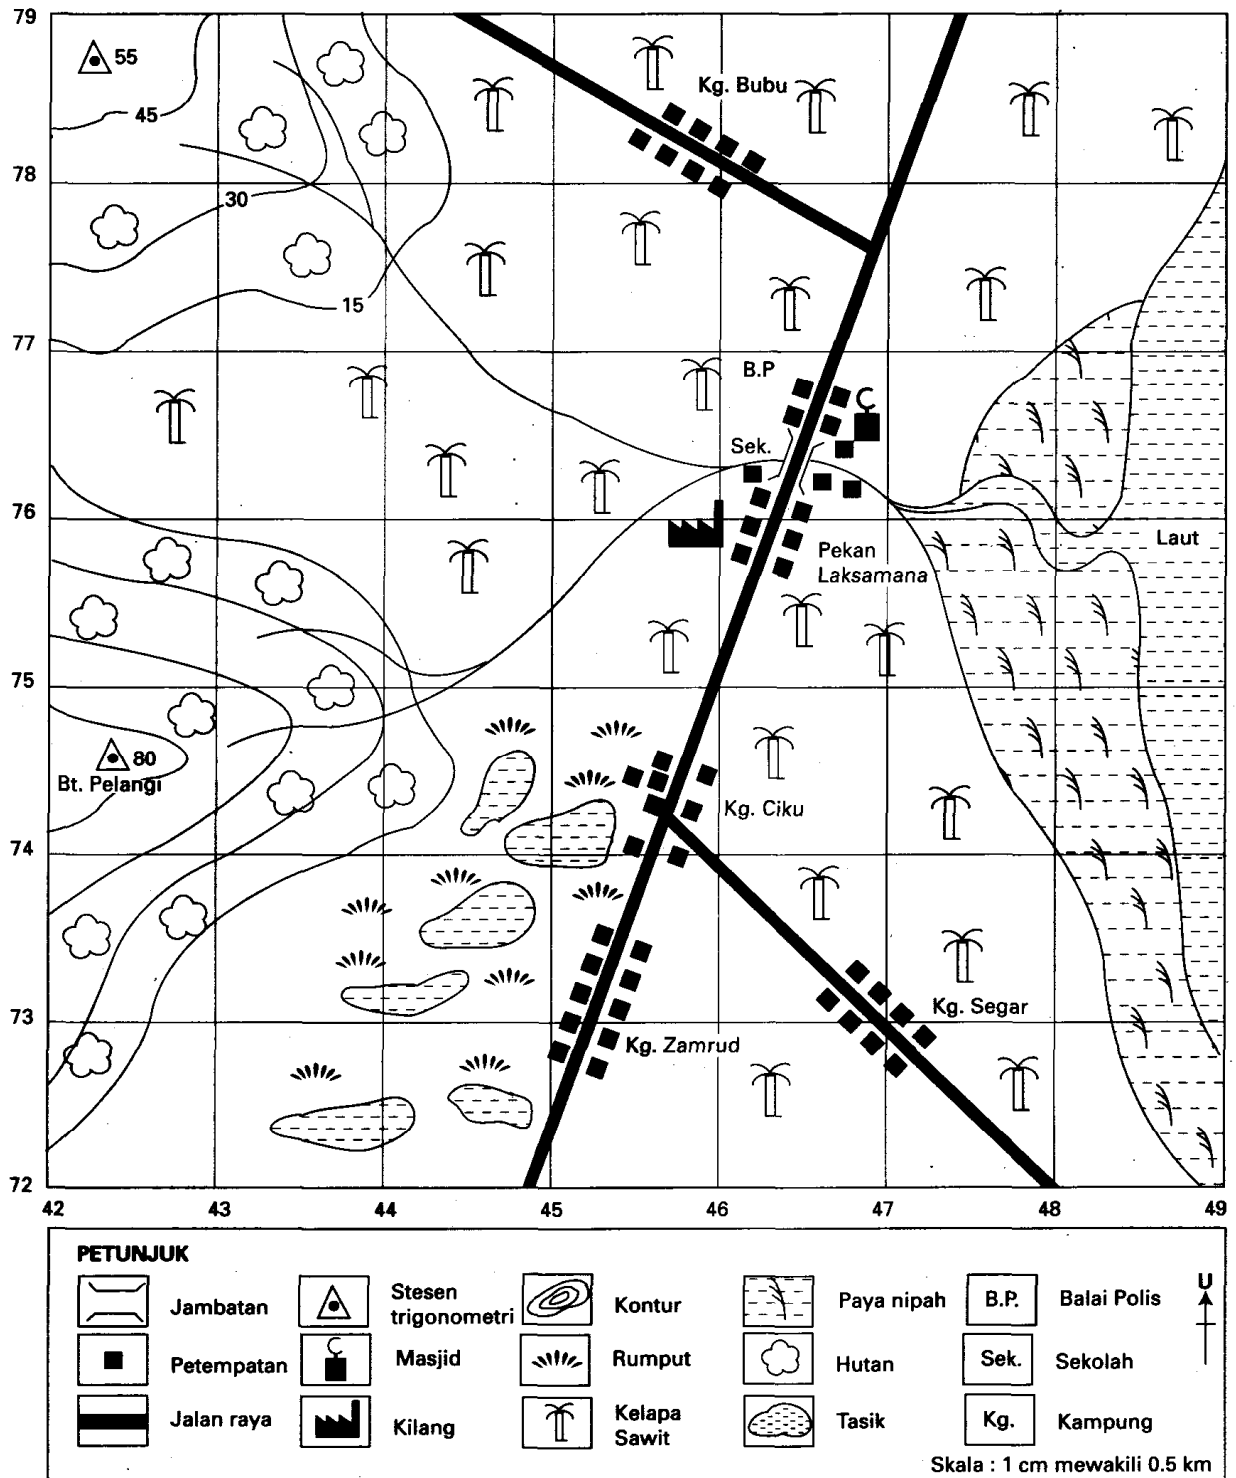 79
55
45
Kg. Bubu
78
30
15
77
B.P
Sek.
76
Pekan
Laksamana
Laut
75
80
Bt. Pelangi
Kg. Ciku
74
Kg. Segar
73
Kg. Zamrud
72
42 43 44 45 46 47 48 49
PETUNJUK
Jambatan
Stesen
trigonometri
Kontur
Paya nipah
B.P.
Balai Polis
U
Petempatan
Masjid
Rumput
Hutan
Sek.
Sekolah
Jalan raya
Kilang
Kelapa
Sawit
Tasik
Kg.
Kampung
Skala : 1 cm mewakili 0.5 km